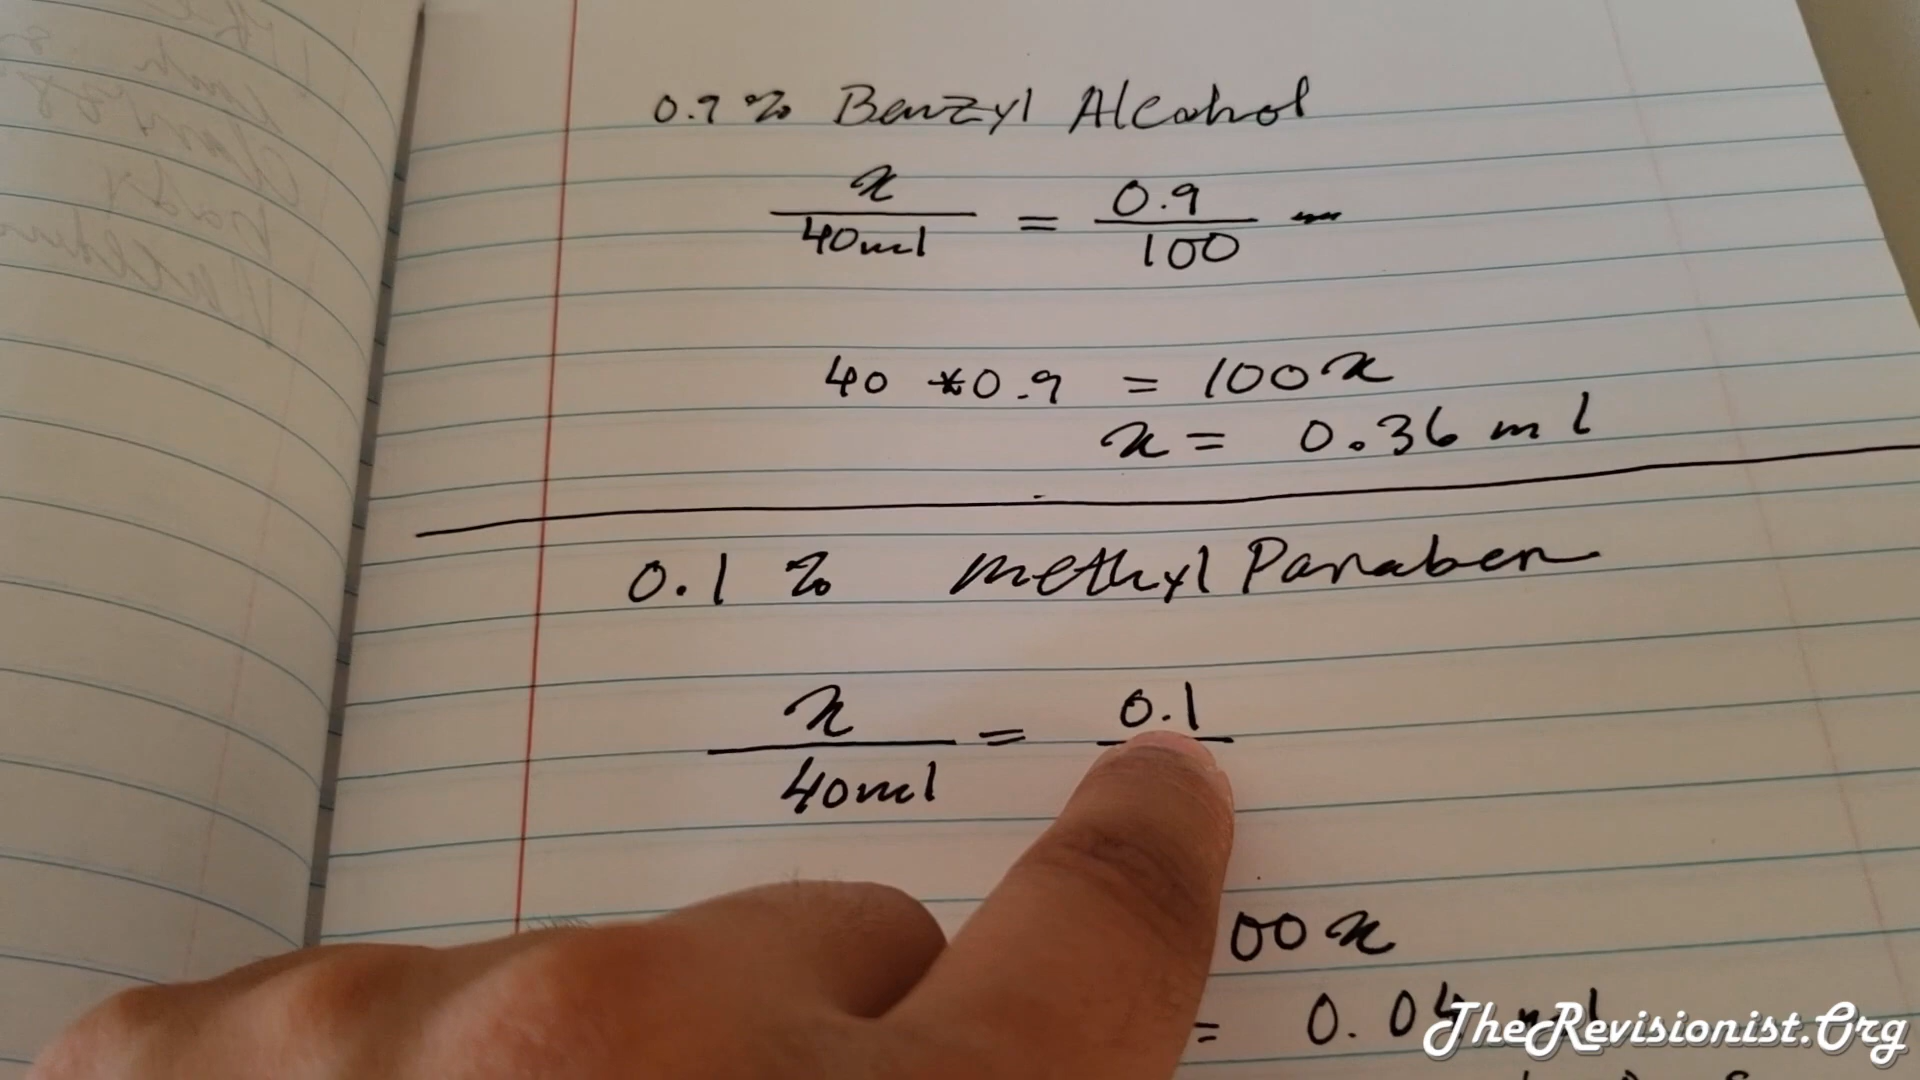 0.9% Benzyl Alcohol
x/40ml = 0.9/100
40 * 0.9 = 100x
x = 0.36 ml
0.1 % methyl Paraben
x/40ml = 0.1
00x
= 0.04 ml
TheRevisionist.Org